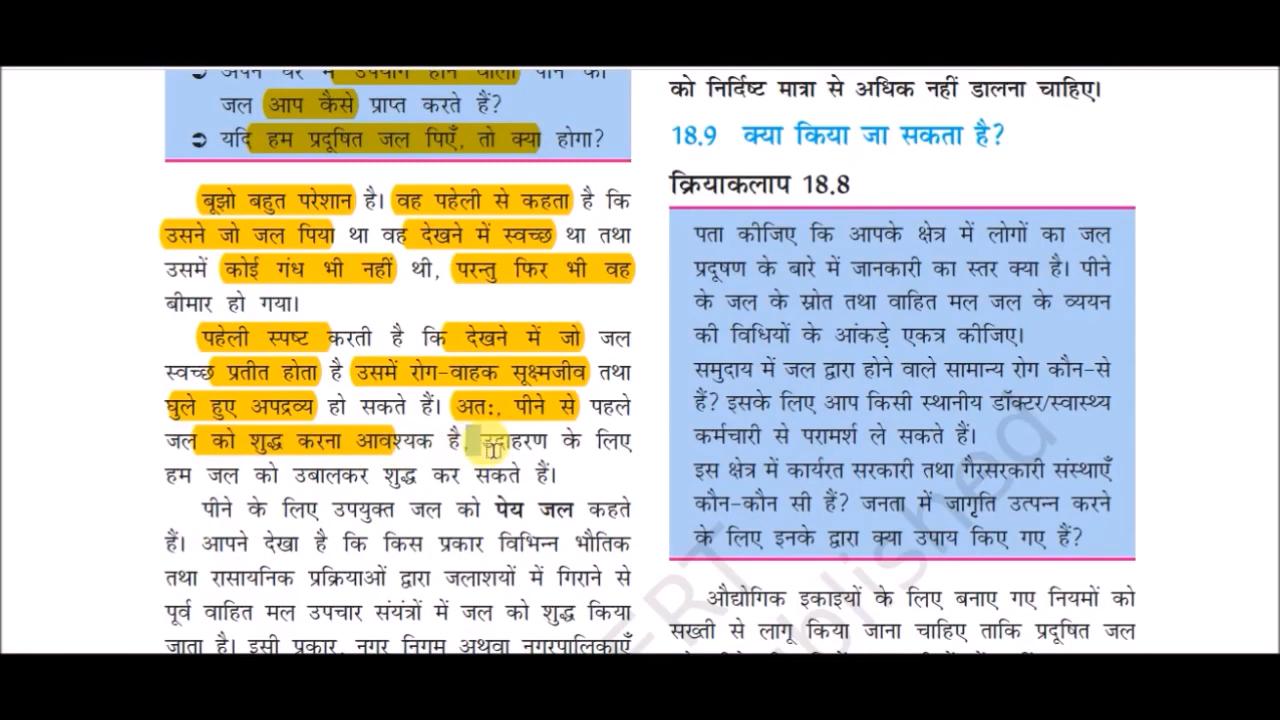 अपने घर में उपयोग होने वाला पीने का
जल आप कैसे प्राप्त करते हैं?
यदि हम प्रदूषित जल पिएँ, तो क्या होगा?
बूझो बहुत परेशान है। वह पहेली से कहता है कि
उसने जो जल पिया था वह देखने में स्वच्छ था तथा
उसमें कोई गंध भी नहीं थी, परन्तु फिर भी वह
बीमार हो गया।
पहेली स्पष्ट करती है कि देखने में जो जल
स्वच्छ प्रतीत होता है उसमें रोग-वाहक सूक्ष्मजीव तथा
घुले हुए अपद्रव्य हो सकते हैं। अतः, पीने से पहले
जल को शुद्ध करना आवश्यक है, उदाहरण के लिए
हम जल को उबालकर शुद्ध कर सकते हैं।
पीने के लिए उपयुक्त जल को पेय जल कहते
हैं। आपने देखा है कि किस प्रकार विभिन्न भौतिक
तथा रासायनिक प्रक्रियाओं द्वारा जलाशयों में गिराने से
पूर्व वाहित मल उपचार संयंत्रों में जल को शुद्ध किया
जाता है। इसी प्रकार, नगर निगम अथवा नगरपालिकाएँ
को निर्दिष्ट मात्रा से अधिक नहीं डालना चाहिए।
18.9 क्या किया जा सकता है?
क्रियाकलाप 18.8
पता कीजिए कि आपके क्षेत्र में लोगों का जल
प्रदूषण के बारे में जानकारी का स्तर क्या है। पीने
के जल के स्रोत तथा वाहित मल जल के व्ययन
की विधियों के आंकड़े एकत्र कीजिए।
समुदाय में जल द्वारा होने वाले सामान्य रोग कौन-से
हैं? इसके लिए आप किसी स्थानीय डॉक्टर/स्वास्थ्य
कर्मचारी से परामर्श ले सकते हैं।
इस क्षेत्र में कार्यरत सरकारी तथा गैरसरकारी संस्थाएँ
कौन-कौन सी हैं? जनता में जागृति उत्पन्न करने
के लिए इनके द्वारा क्या उपाय किए गए हैं?
औद्योगिक इकाइयों के लिए बनाए गए नियमों को
सख्ती से लागू किया जाना चाहिए ताकि प्रदूषित जल